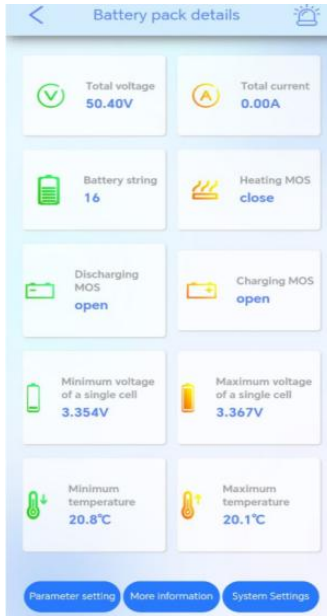 Battery pack details
Total voltage
50.40V
Total current
0.00A
Battery string
16
Heating MOS
close
Discharging
MOS
open
Charging MOS
open
Minimum voltage
of a single cell
3.354V
Maximum voltage
of a single cell
3.367V
Minimum
temperature
20.8℃
Maximum
temperature
20.1℃
Parameter setting
More information
System Settings